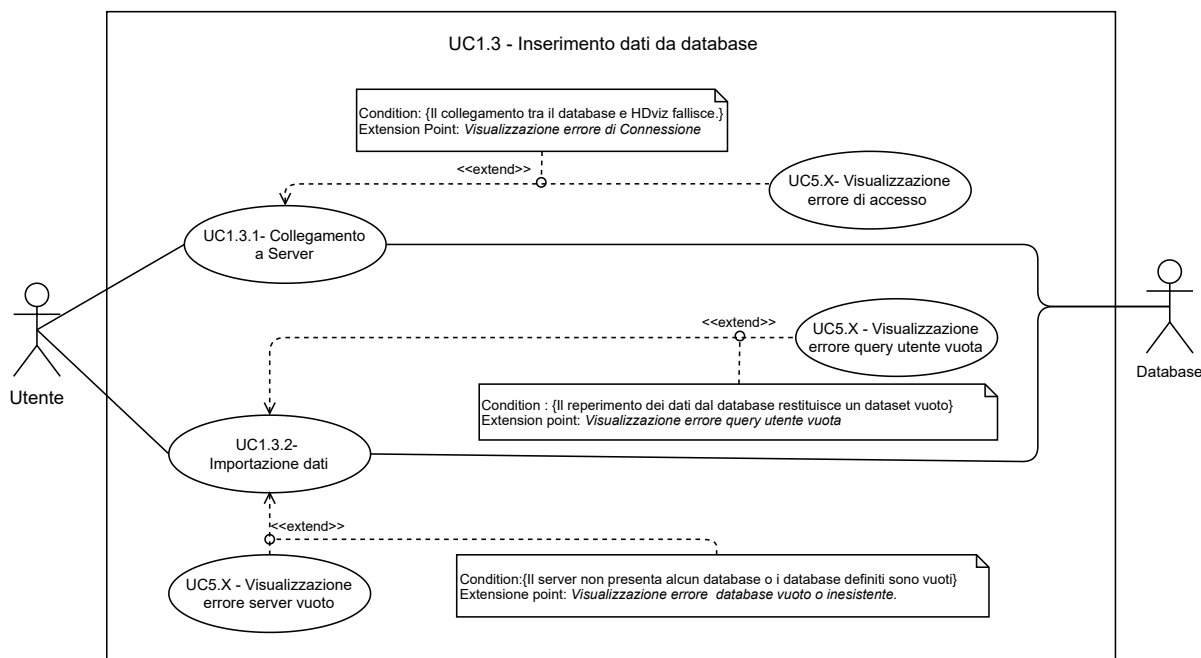 UC1.3 - Inserimento dati da database
Condition: {Il collegamento tra il database e HDviz fallisce.}
Extension Point: Visualizzazione errore di Connessione
<<extend>>
UC5.X- Visualizzazione
errore di accesso
UC1.3.1- Collegamento
a Server
<<extend>>
UC5.X - Visualizzazione
errore query utente vuota
Utente
Database
Condition : {Il reperimento dei dati dal database restituisce un dataset vuoto}
Extension point: Visualizzazione errore query utente vuota
UC1.3.2-
Importazione dati
<<extend>>
UC5.X - Visualizzazione
errore server vuoto
Condition:{Il server non presenta alcun database o i database definiti sono vuoti}
Extensione point: Visualizzazione errore  database vuoto o inesistente.